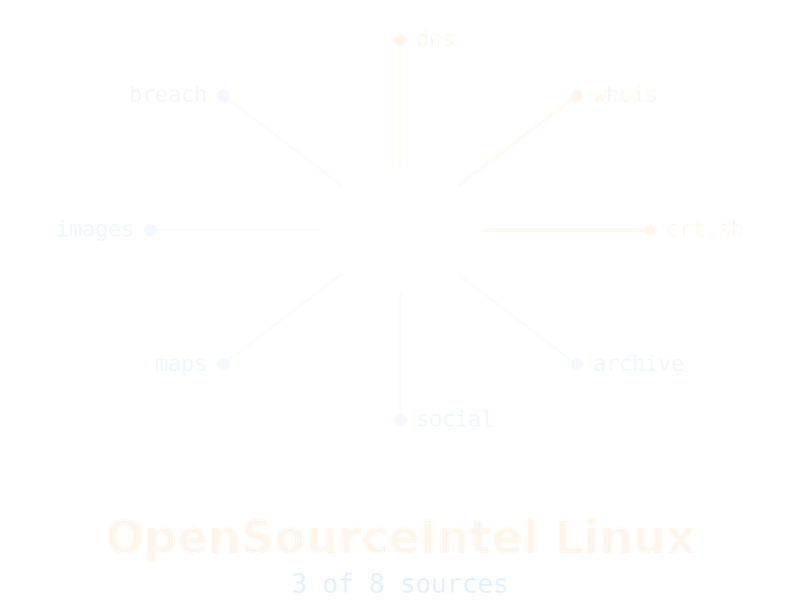 dns
breach
whois
images
crt.sh
maps
archive
social
OpenSourceIntel Linux
3 of 8 sources